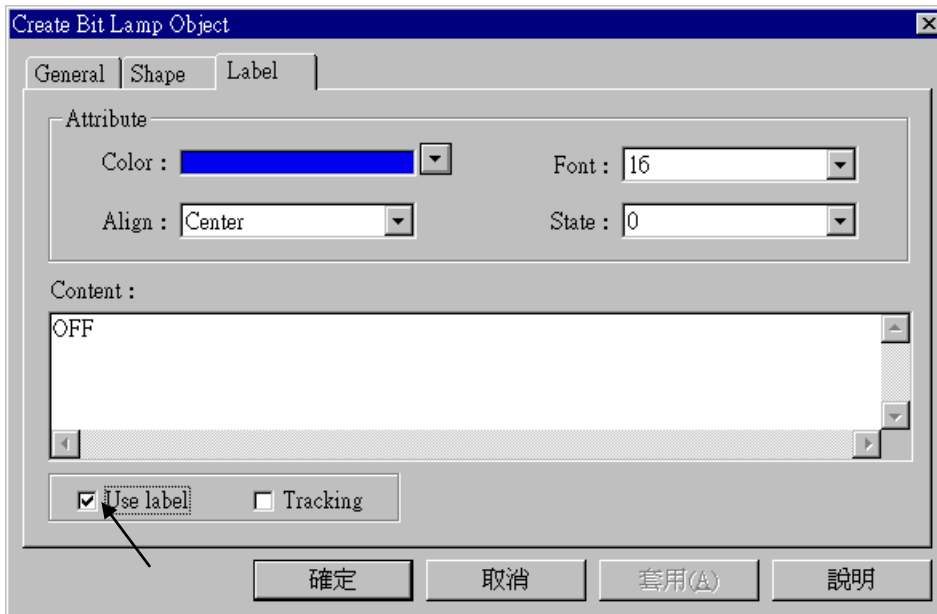 Create Bit Lamp Object
General Shape Label
Attribute
Color : Font : 16
Align : Center State : 0
Content :
OFF
Use label Tracking
確定 取消 套用(A) 說明